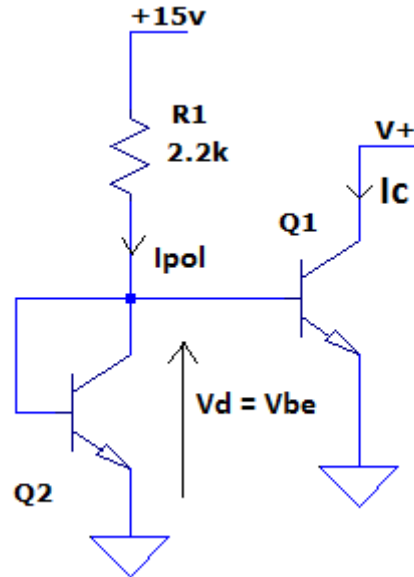 +15v
R1
2.2k
V+
Ic
Q1
Ipol
Vd = Vbe
Q2